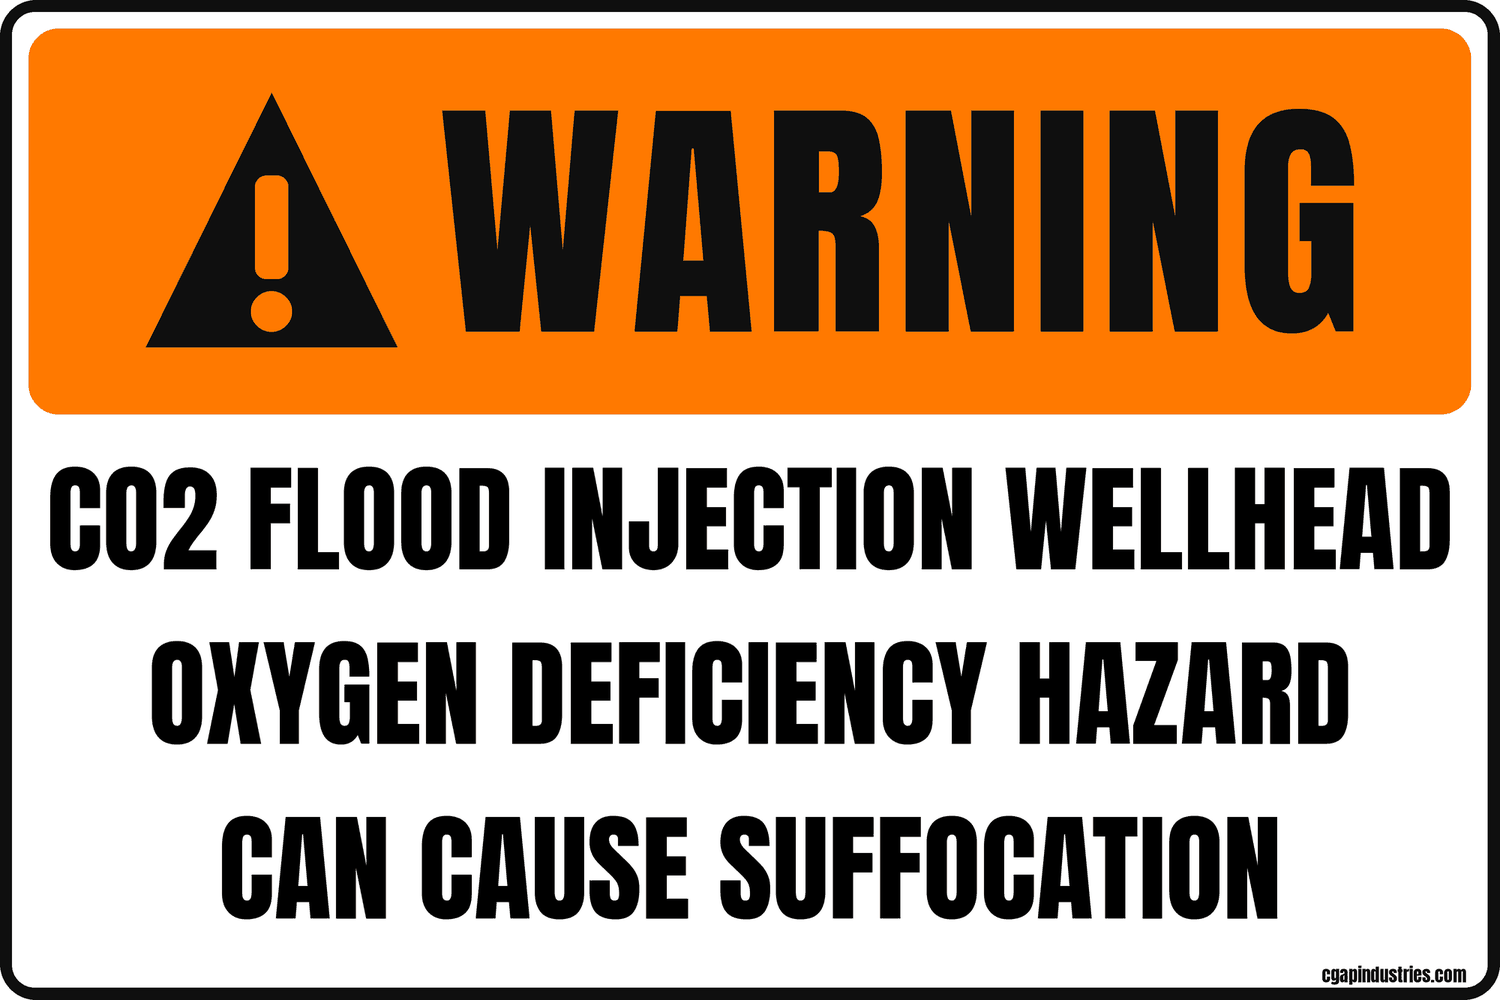 WARNING
CO2 FLOOD INJECTION WELLHEAD
OXYGEN DEFICIENCY HAZARD
CAN CAUSE SUFFOCATION
cgapindustries.com